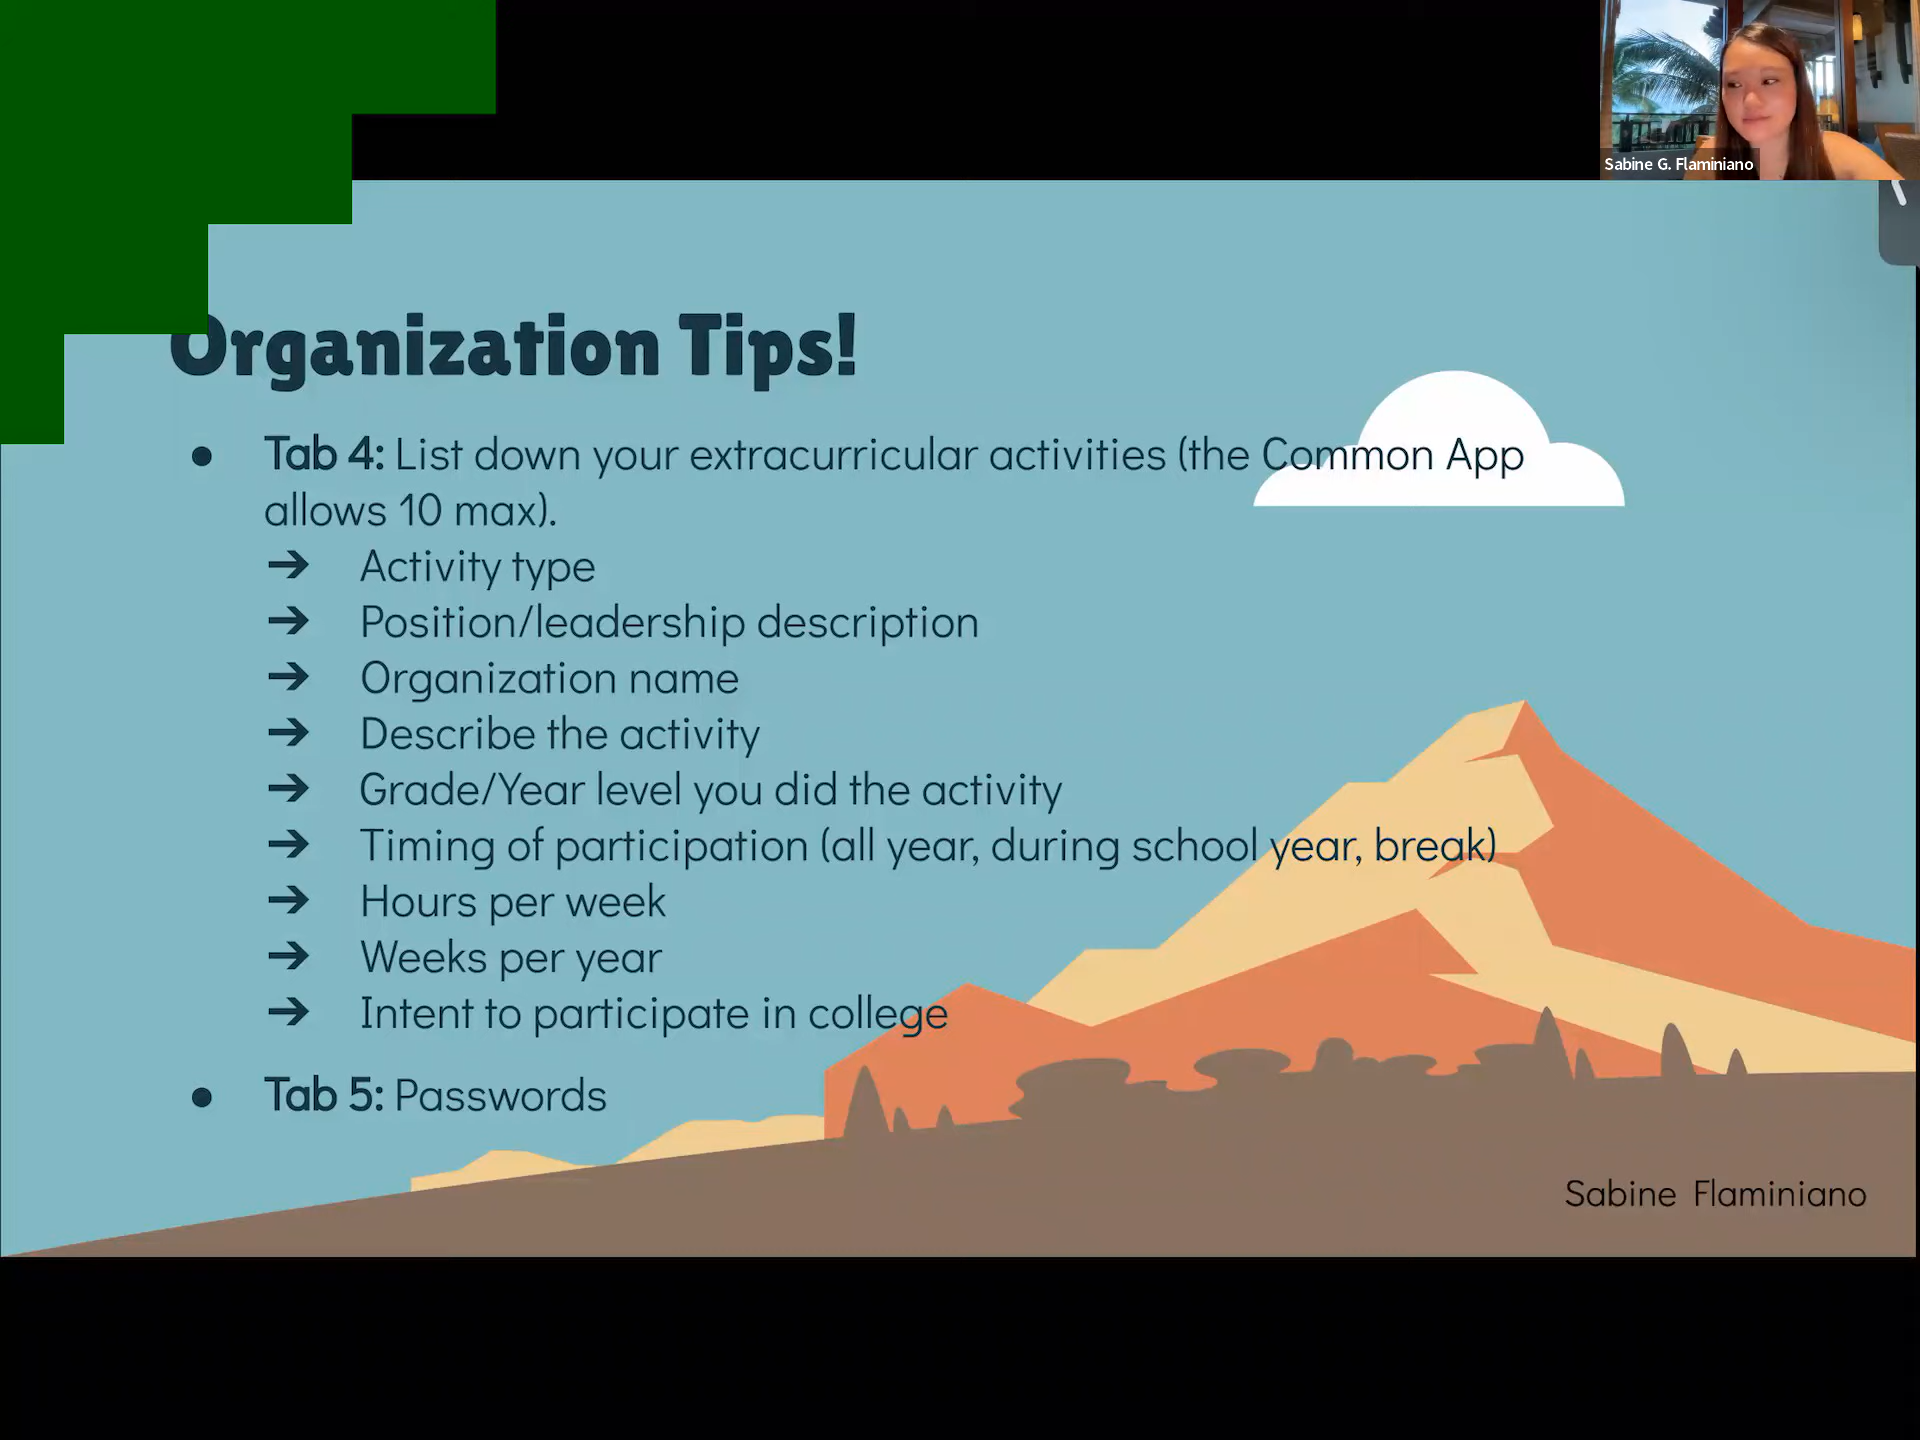 Sabine G. Flaminiano
Organization Tips!
● Tab 4: List down your extracurricular activities (the Common App
allows 10 max).
➔ Activity type
➔ Position/leadership description
➔ Organization name
➔ Describe the activity
➔ Grade/Year level you did the activity
➔ Timing of participation (all year, during school year, break)
➔ Hours per week
➔ Weeks per year
➔ Intent to participate in college
● Tab 5: Passwords
Sabine Flaminiano